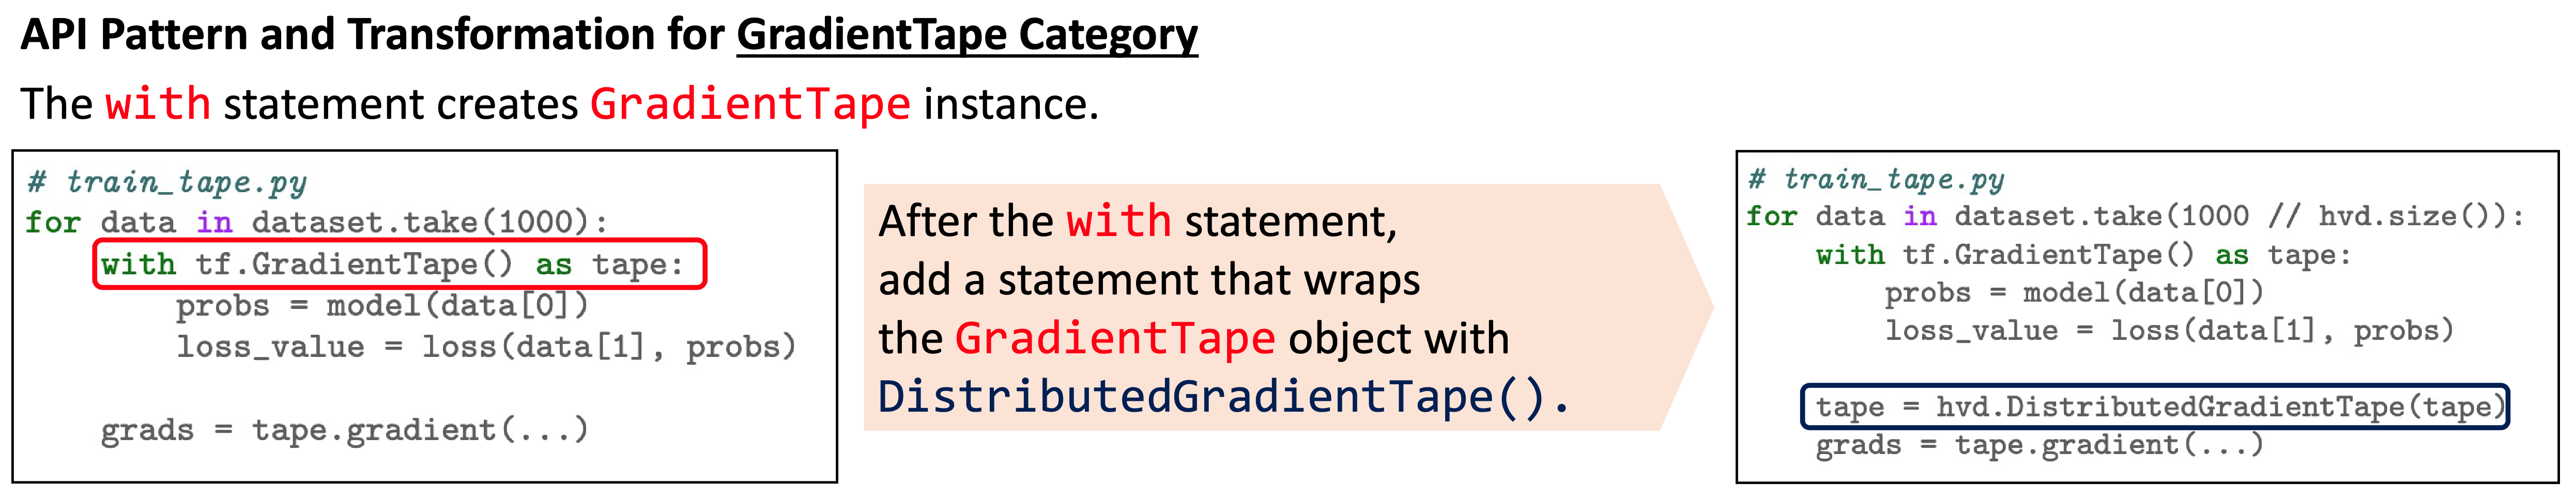 API Pattern and Transformation for GradientTape Category
The with statement creates GradientTape instance.
# train_tape.py
for data in dataset.take(1000):
    with tf.GradientTape() as tape:
        probs = model(data[0])
        loss_value = loss(data[1], probs)
    grads = tape.gradient(...)
After the with statement,
add a statement that wraps
the GradientTape object with
DistributedGradientTape().
# train_tape.py
for data in dataset.take(1000 // hvd.size()):
    with tf.GradientTape() as tape:
        probs = model(data[0])
        loss_value = loss(data[1], probs)
    tape = hvd.DistributedGradientTape(tape)
    grads = tape.gradient(...)